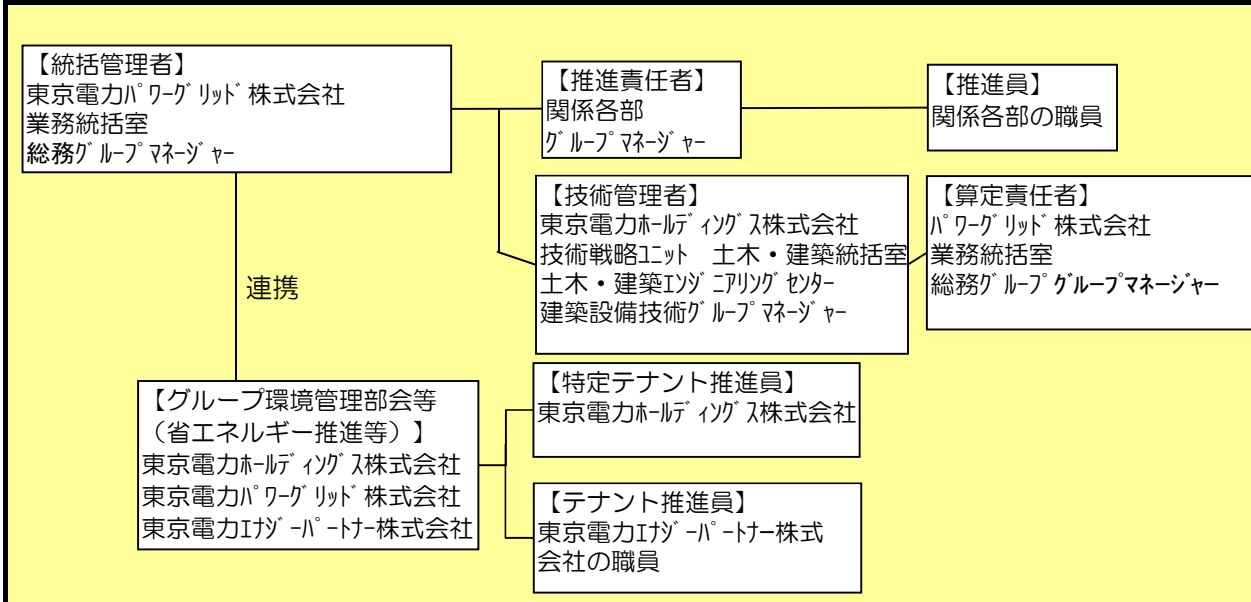 【統括管理者】
東京電力ﾊﾟﾜｰｸﾞﾘｯﾄﾞ株式会社
業務統括室
総務ｸﾞﾙｰﾌﾟﾏﾈｰｼﾞｬｰ
【推進責任者】
関係各部
ｸﾞﾙｰﾌﾟﾏﾈｰｼﾞｬｰ
【推進員】
関係各部の職員
【技術管理者】
東京電力ﾎｰﾙﾃﾞｨﾝｸﾞｽ株式会社
技術戦略ﾕﾆｯﾄ　土木・建築統括室
土木・建築ｴﾝｼﾞﾆｱﾘﾝｸﾞｾﾝﾀｰ
建築設備技術ｸﾞﾙｰﾌﾟﾏﾈｰｼﾞｬｰ
【算定責任者】
ﾊﾟﾜｰｸﾞﾘｯﾄﾞ株式会社
業務統括室
総務ｸﾞﾙｰﾌﾟグループマネージャー
連携
【グループ環境管理部会等
（省エネルギー推進等）】
東京電力ﾎｰﾙﾃﾞｨﾝｸﾞｽ株式会社
東京電力ﾊﾟﾜｰｸﾞﾘｯﾄﾞ株式会社
東京電力ｴﾅｼﾞｰﾊﾟｰﾄﾅｰ株式会社
【特定テナント推進員】
東京電力ﾎｰﾙﾃﾞｨﾝｸﾞｽ株式会社
【テナント推進員】
東京電力ｴﾅｼﾞｰﾊﾟｰﾄﾅｰ株式
会社の職員